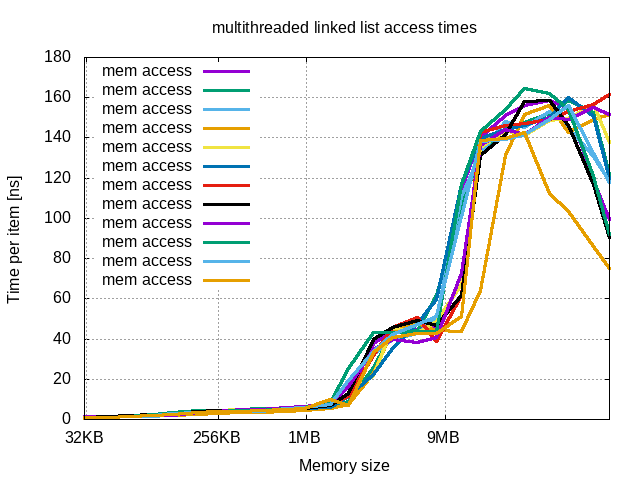 multithreaded linked list access times
Time per item [ns]
180
160
140
120
100
80
60
40
20
0
mem access
mem access
mem access
mem access
mem access
mem access
mem access
mem access
mem access
mem access
mem access
mem access
32KB 256KB 1MB 9MB
Memory size